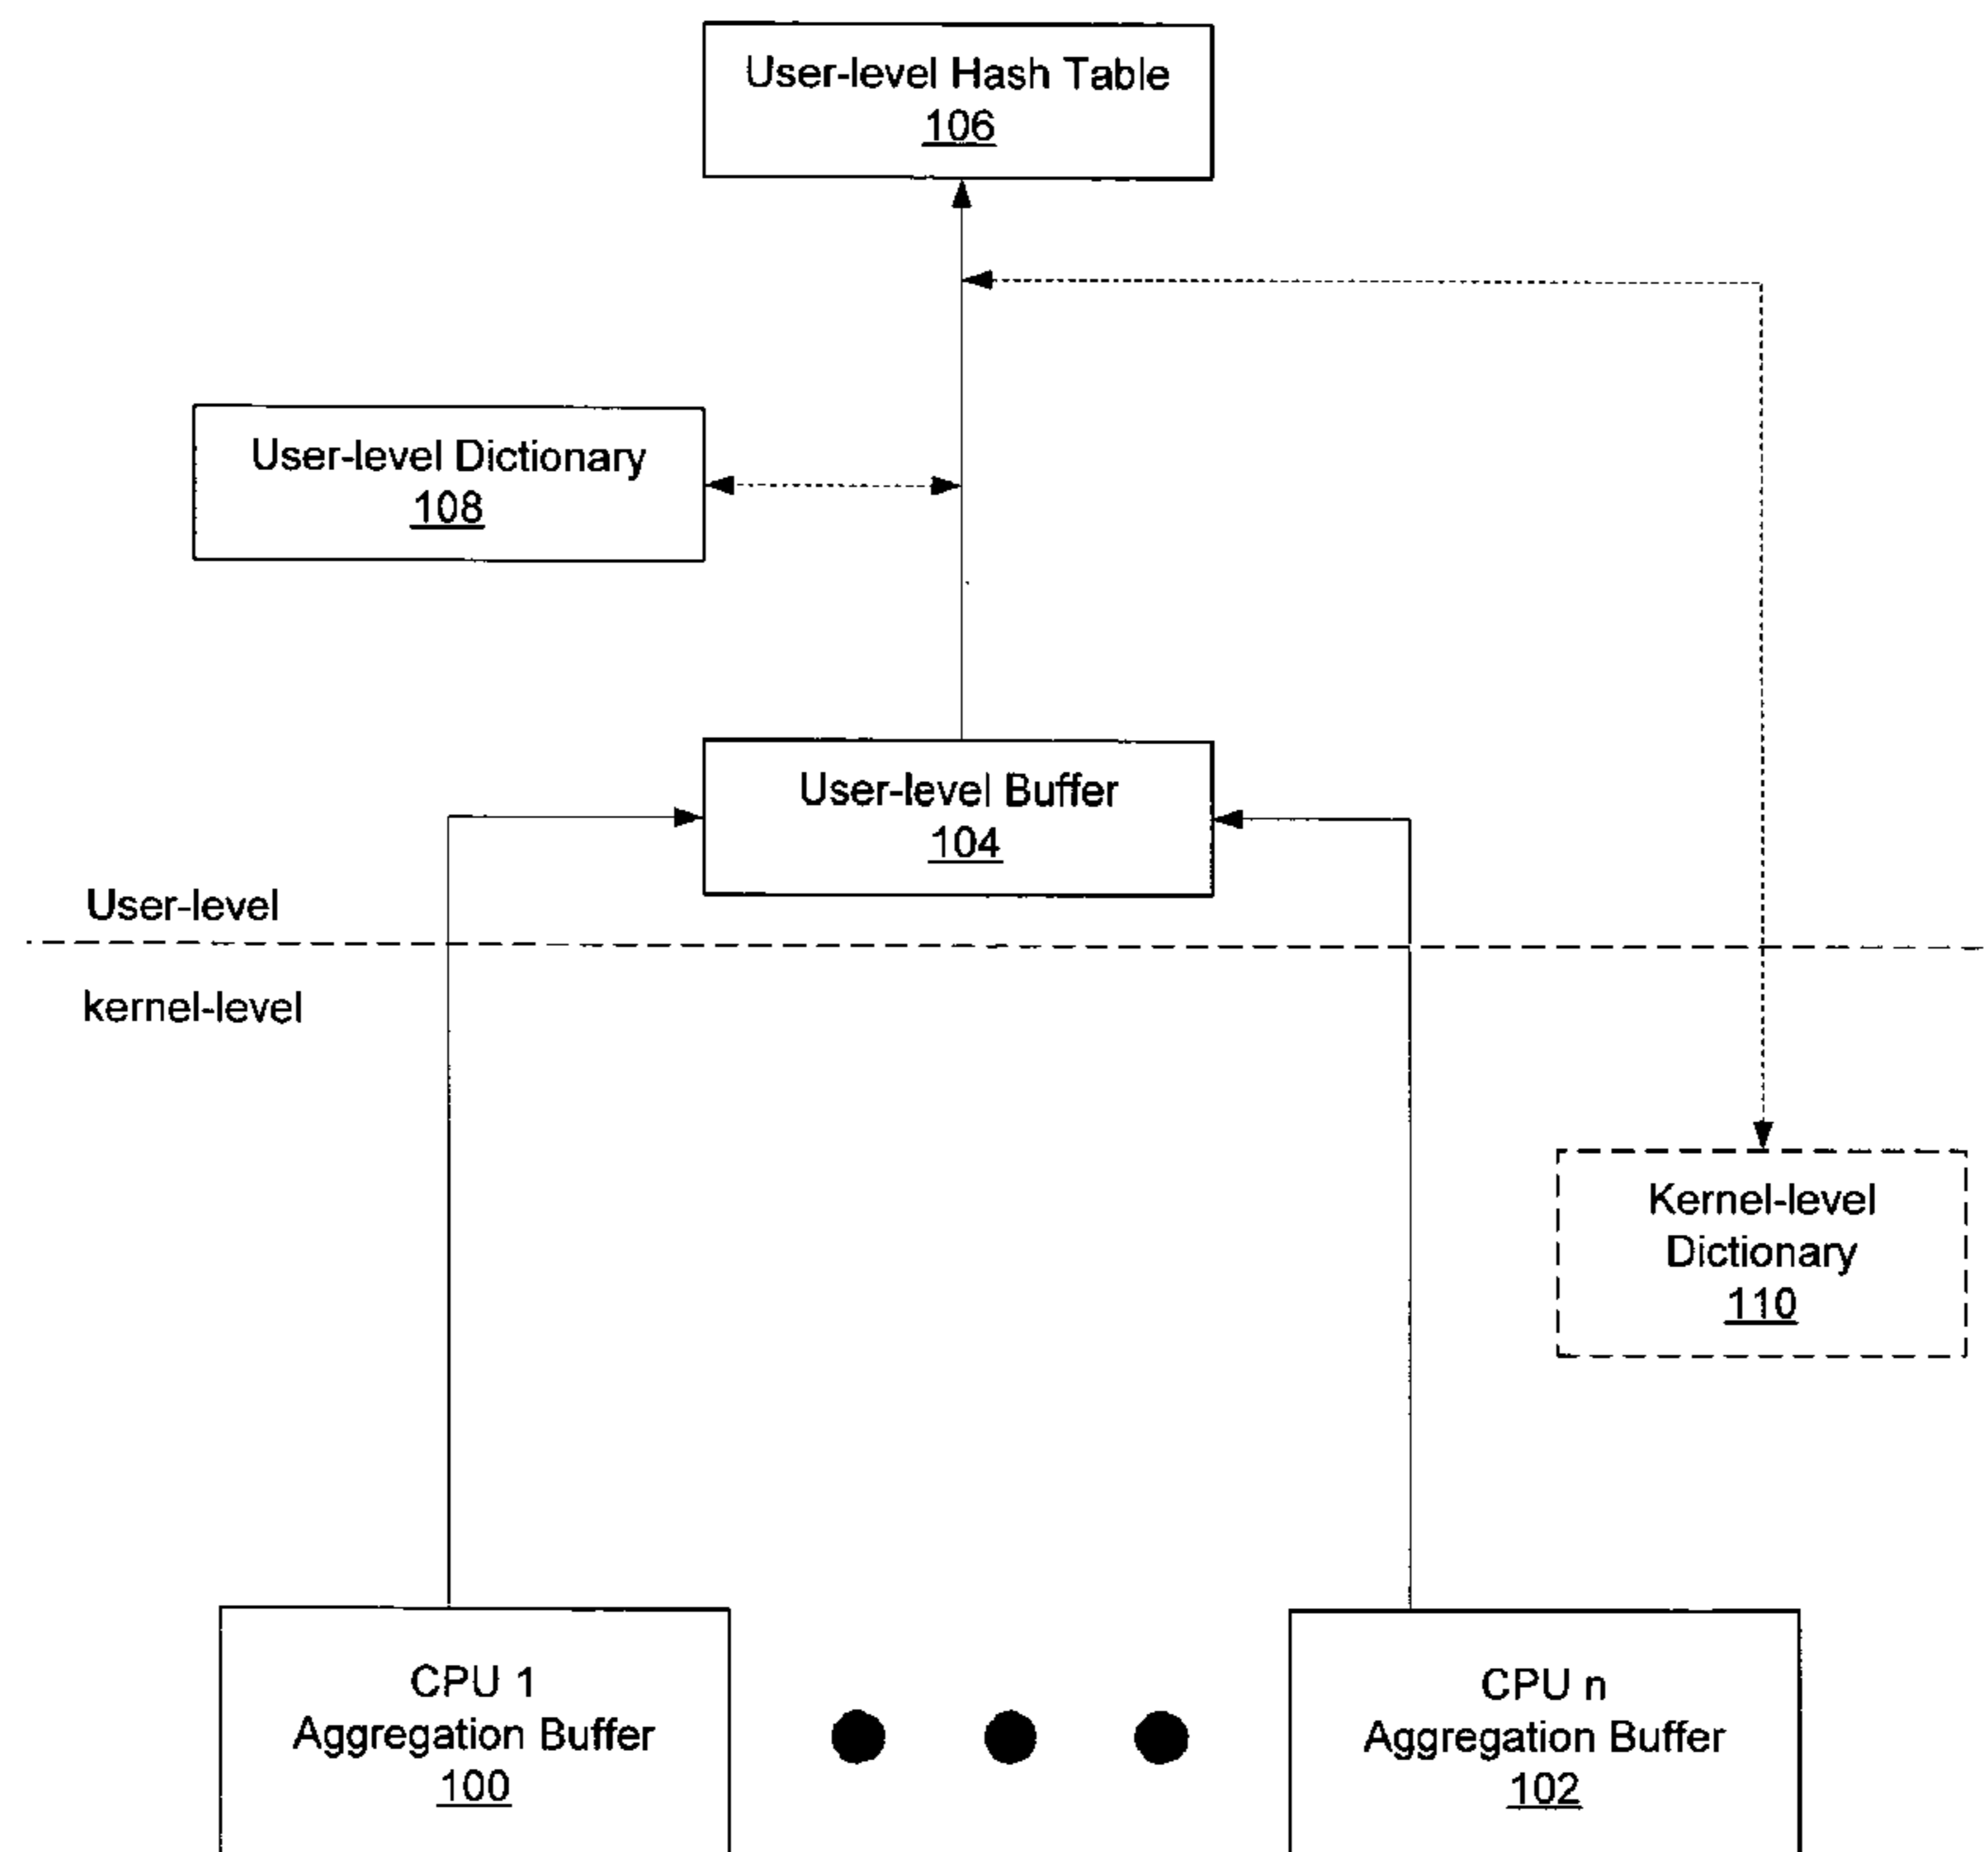 User-level Hash Table
106
User-level Dictionary
108
User-level Buffer
104
User-level
kernel-level
Kernel-level
Dictionary
110
CPU 1
Aggregation Buffer
100
CPU n
Aggregation Buffer
102